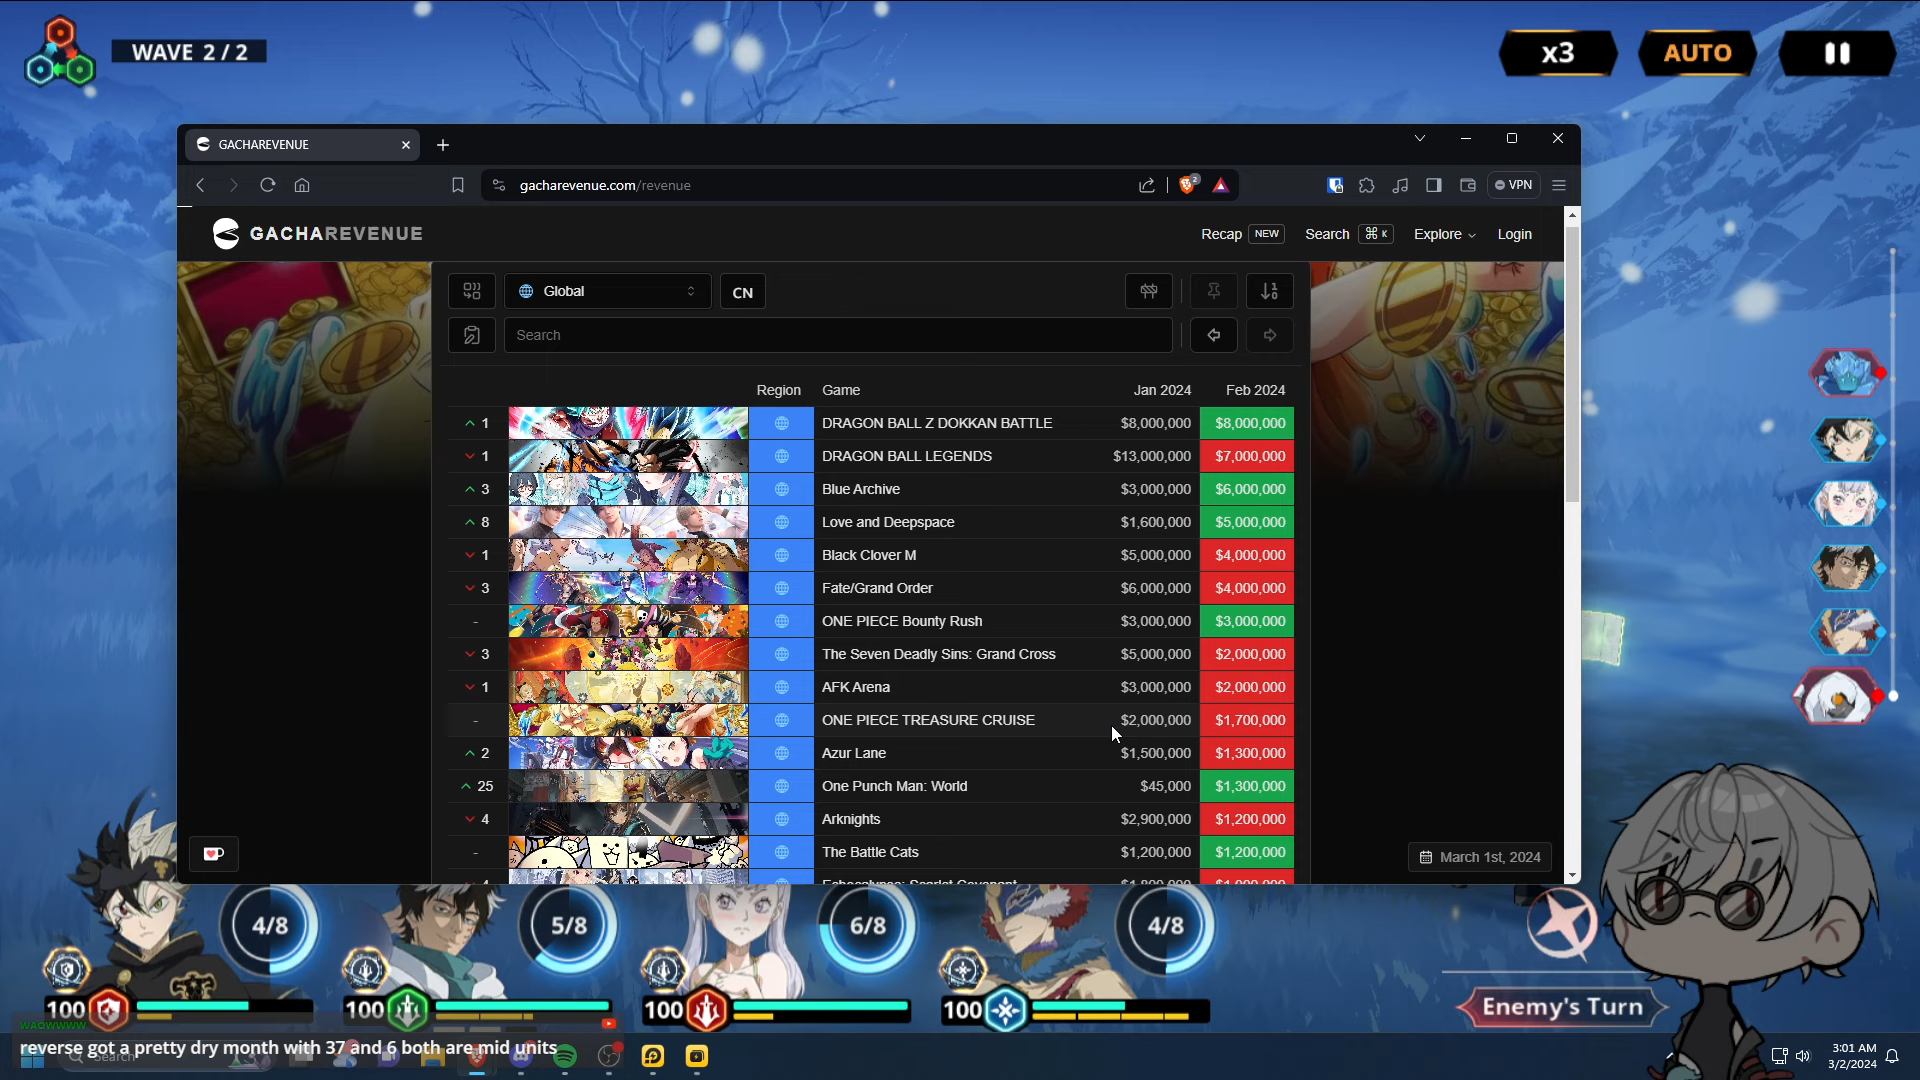 WAVE 2 / 2
x3
AUTO
GACHAREVENUE
gacharevenue.com/revenue
2
VPN
GACHAREVENUE
Recap NEW
Search ⌘ K
Explore
Login
Global
CN
Search
Region Game Jan 2024 Feb 2024
1 DRAGON BALL Z DOKKAN BATTLE $8,000,000 $8,000,000
1 DRAGON BALL LEGENDS $13,000,000 $7,000,000
3 Blue Archive $3,000,000 $6,000,000
8 Love and Deepspace $1,600,000 $5,000,000
1 Black Clover M $5,000,000 $4,000,000
3 Fate/Grand Order $6,000,000 $4,000,000
- ONE PIECE Bounty Rush $3,000,000 $3,000,000
3 The Seven Deadly Sins: Grand Cross $5,000,000 $2,000,000
1 AFK Arena $3,000,000 $2,000,000
- ONE PIECE TREASURE CRUISE $2,000,000 $1,700,000
2 Azur Lane $1,500,000 $1,300,000
25 One Punch Man: World $45,000 $1,300,000
4 Arknights $2,900,000 $1,200,000
- The Battle Cats $1,200,000 $1,200,000
March 1st, 2024
4/8
5/8
6/8
4/8
100
100
100
100
Enemy's Turn
WAOWWWW
reverse got a pretty dry month with 37 and 6 both are mid units
Search
3:01 AM
3/2/2024